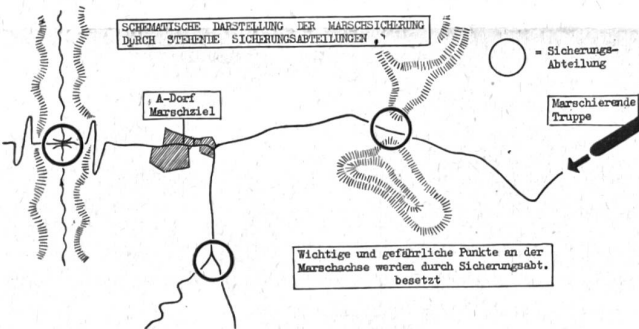 SCHEMATISCHE DARSTELLUNG DER MARSCHSICHERUNG
DURCH STEHENDE SICHERUNGSABTEILUNGEN.
= Sicherungs-
Abteilung
A-Dorf
Marschziel
Marschierende
Truppe
Wichtige und gefährliche Punkte an der
Marschachse werden durch Sicherungsabt.
besetzt